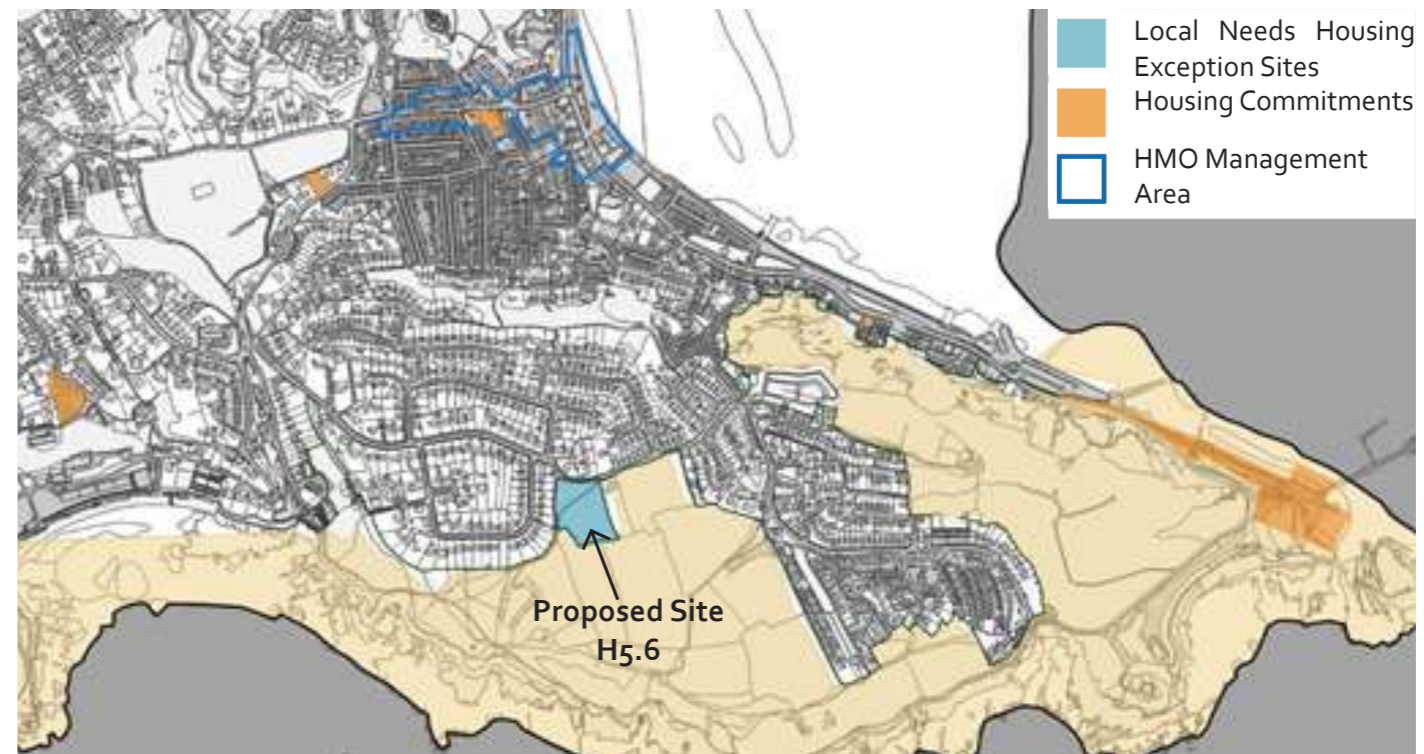 Local Needs Housing
Exception Sites
Housing Commitments
HMO Management
Area
Proposed Site
H5.6